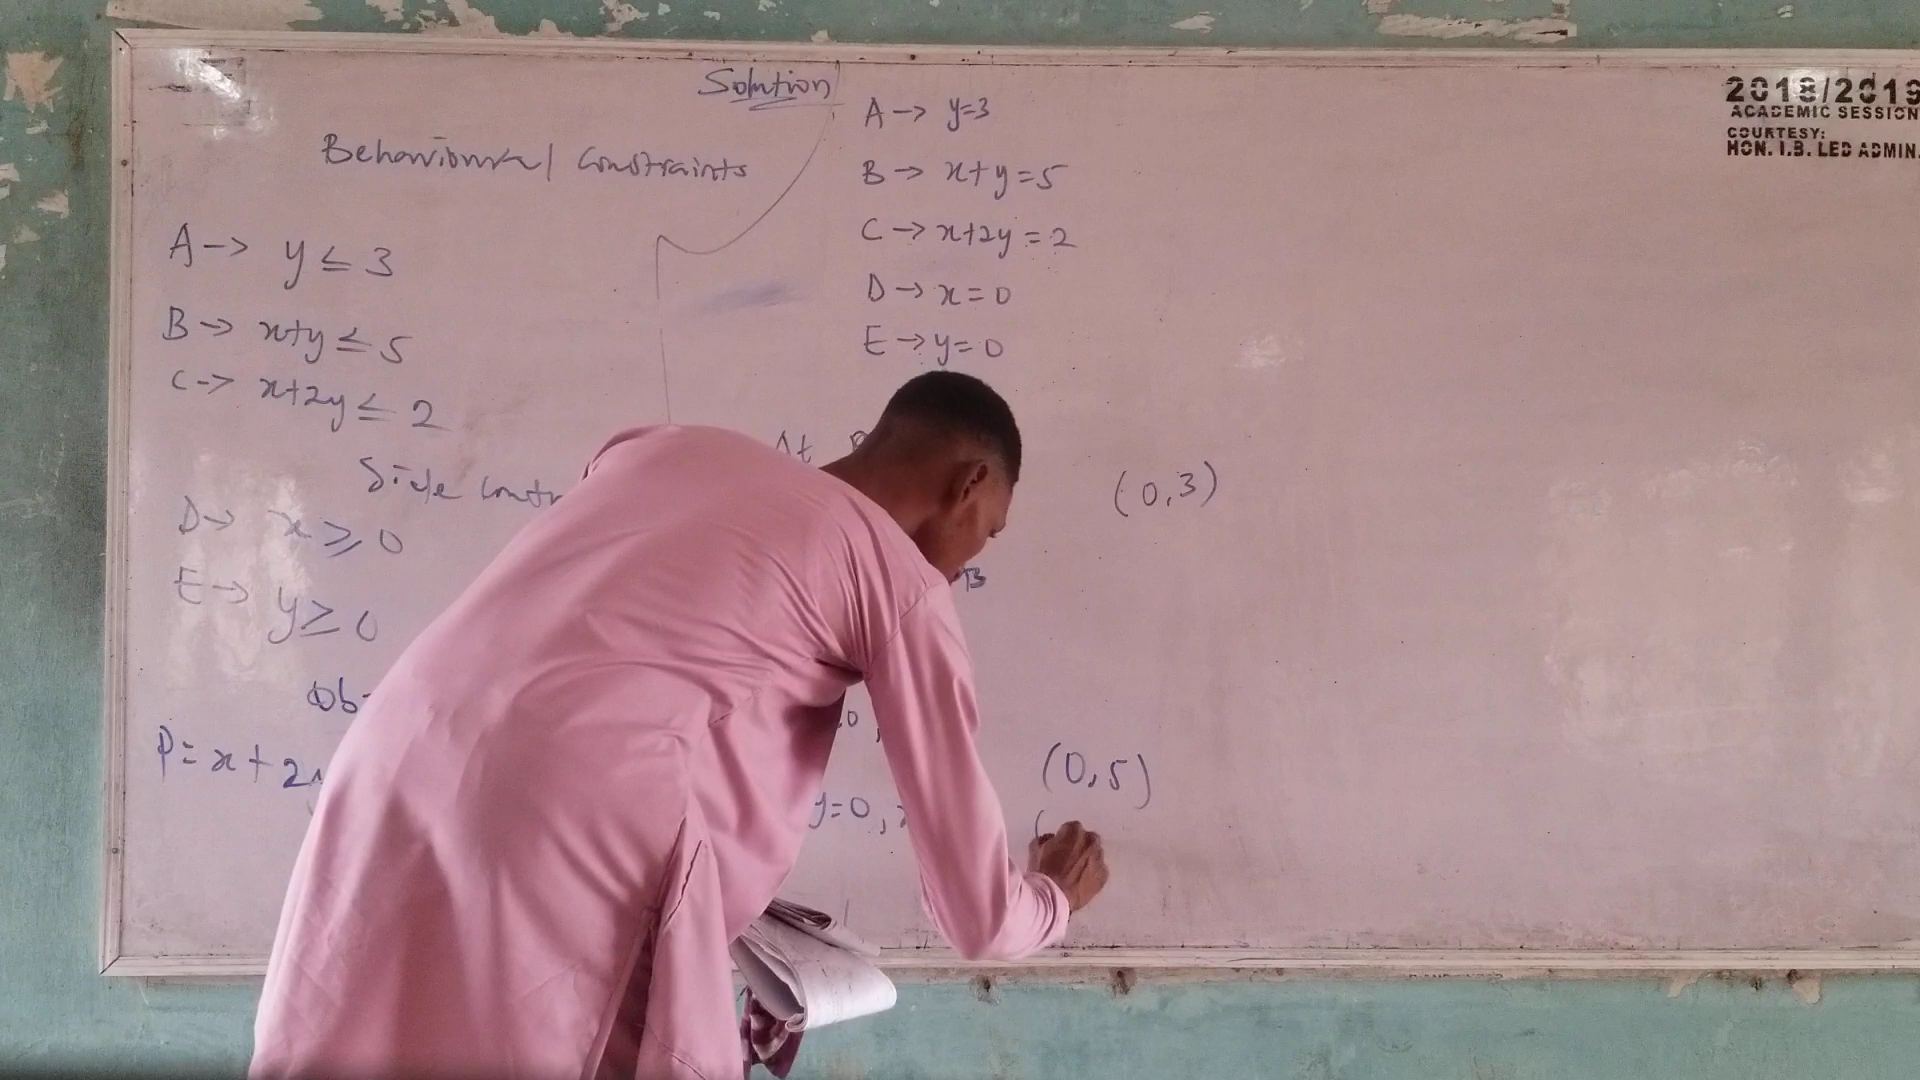 Solution
Behavioural Constraints
A → y ≤ 3
B → x+y ≤ 5
C → x+2y ≤ 2
Side
D → x ≥ 0
E → y ≥ 0
P = x + 2
A → y=3
B → x+y=5
C → x+2y=2
D → x=0
E → y=0
At
(0,3)
B
(0,5)
y=0,
2018/2019
ACADEMIC SESSION
COURTESY:
HON. I.B. LED ADMIN.